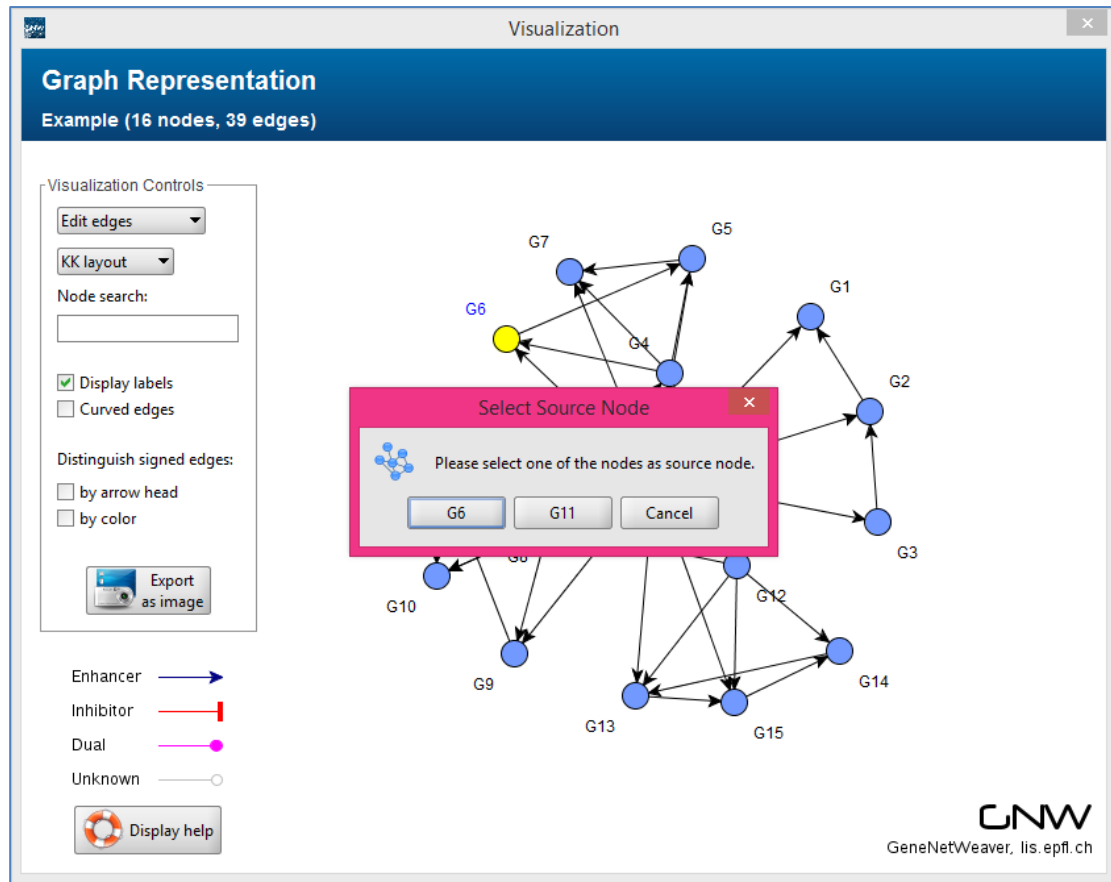 Visualization
Graph Representation
Example (16 nodes, 39 edges)
Visualization Controls
Edit edges
KK layout
Node search:
Display labels
Curved edges
Distinguish signed edges:
by arrow head
by color
Export
as image
Enhancer
Inhibitor
Dual
Unknown
Display help
G5
G7
G1
G6
G4
G2
Select Source Node
Please select one of the nodes as source node.
G6 G11 Cancel
G3
G8
G10
G12
G9
G14
G13
G15
GNW
GeneNetWeaver, lis.epfl.ch